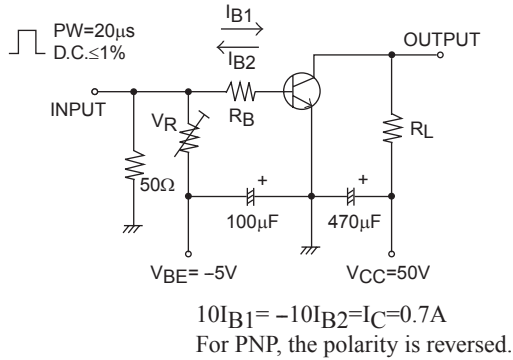 PW=20μs
D.C.≤1%
IB1
IB2
OUTPUT
INPUT
VR
RB
RL
50Ω
+
+
100μF
470μF
VBE= –5V
VCC=50V
10IB1= –10IB2=IC=0.7A
For PNP, the polarity is reversed.